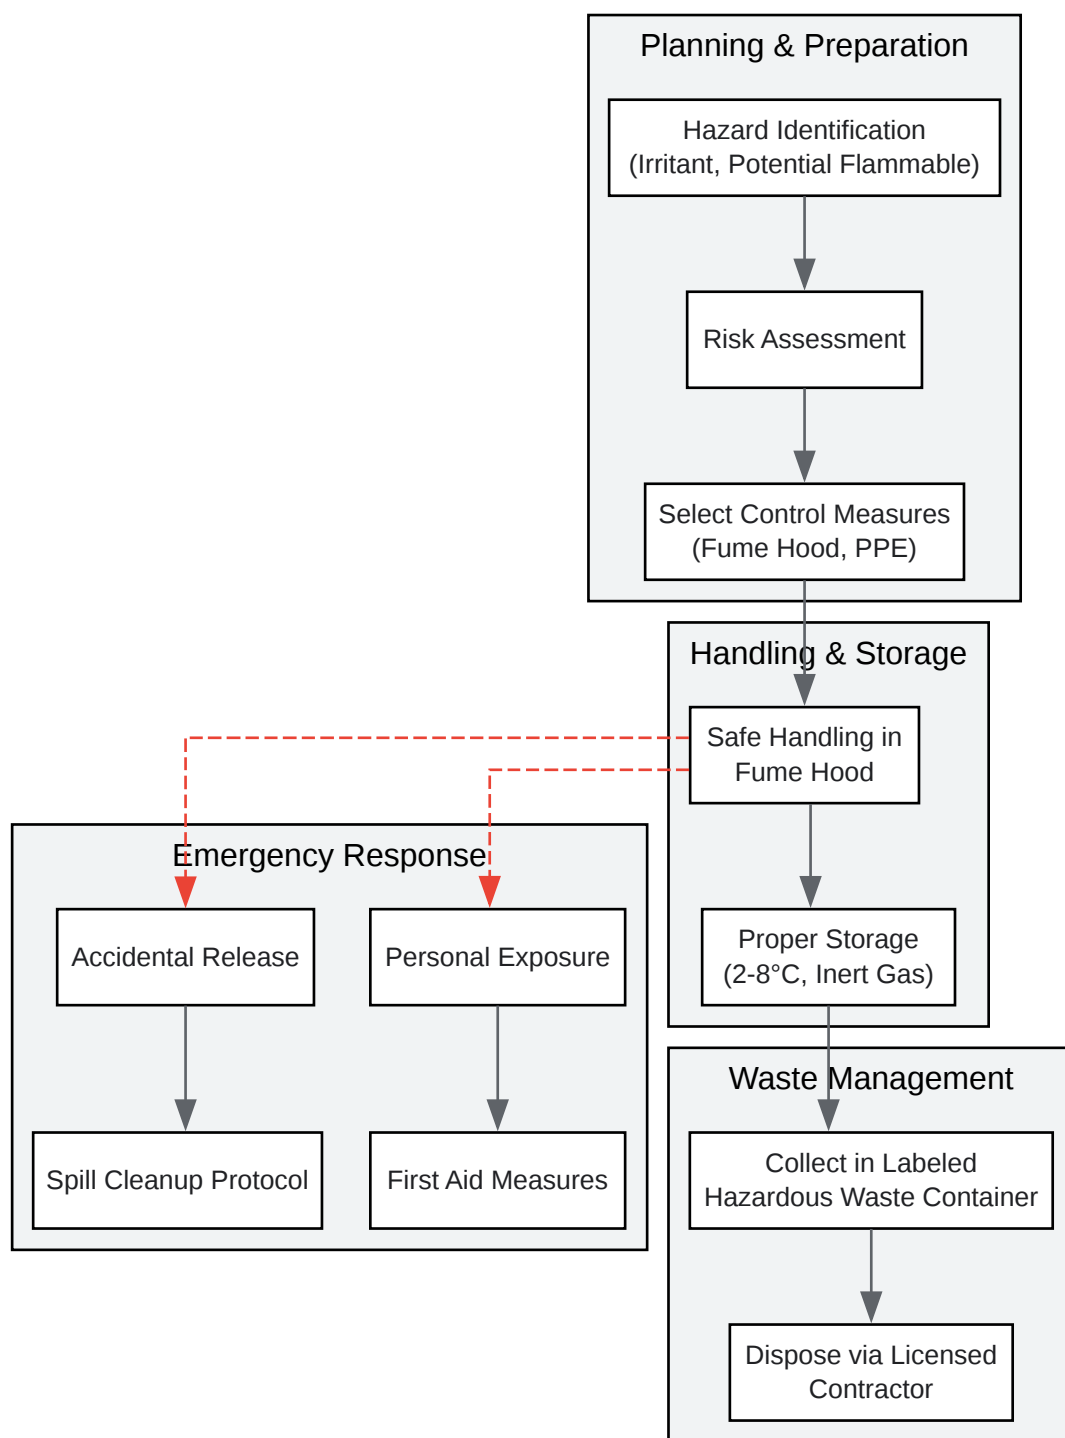 Planning & Preparation
Hazard Identification
(Irritant, Potential Flammable)
Risk Assessment
Select Control Measures
(Fume Hood, PPE)
Handling & Storage
Safe Handling in
Fume Hood
Proper Storage
(2-8°C, Inert Gas)
Emergency Response
Accidental Release
Personal Exposure
Spill Cleanup Protocol
First Aid Measures
Waste Management
Collect in Labeled
Hazardous Waste Container
Dispose via Licensed
Contractor